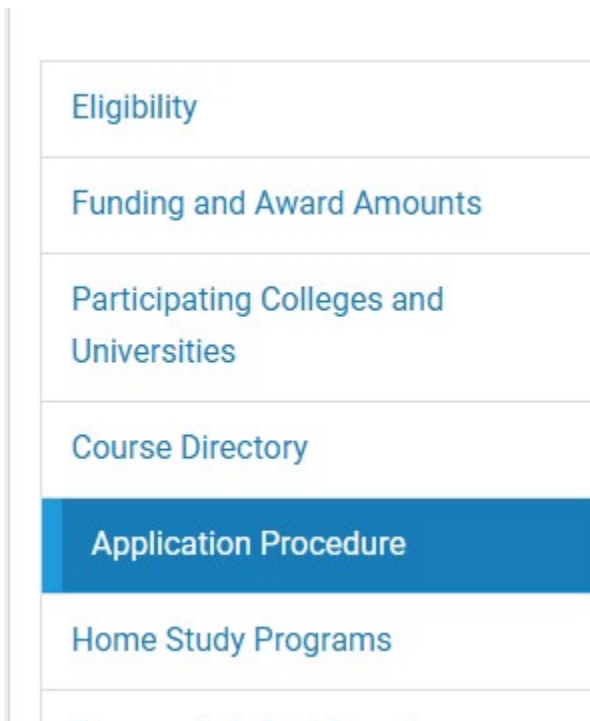 Eligibility
Funding and Award Amounts
Participating Colleges and
Universities
Course Directory
Application Procedure
Home Study Programs